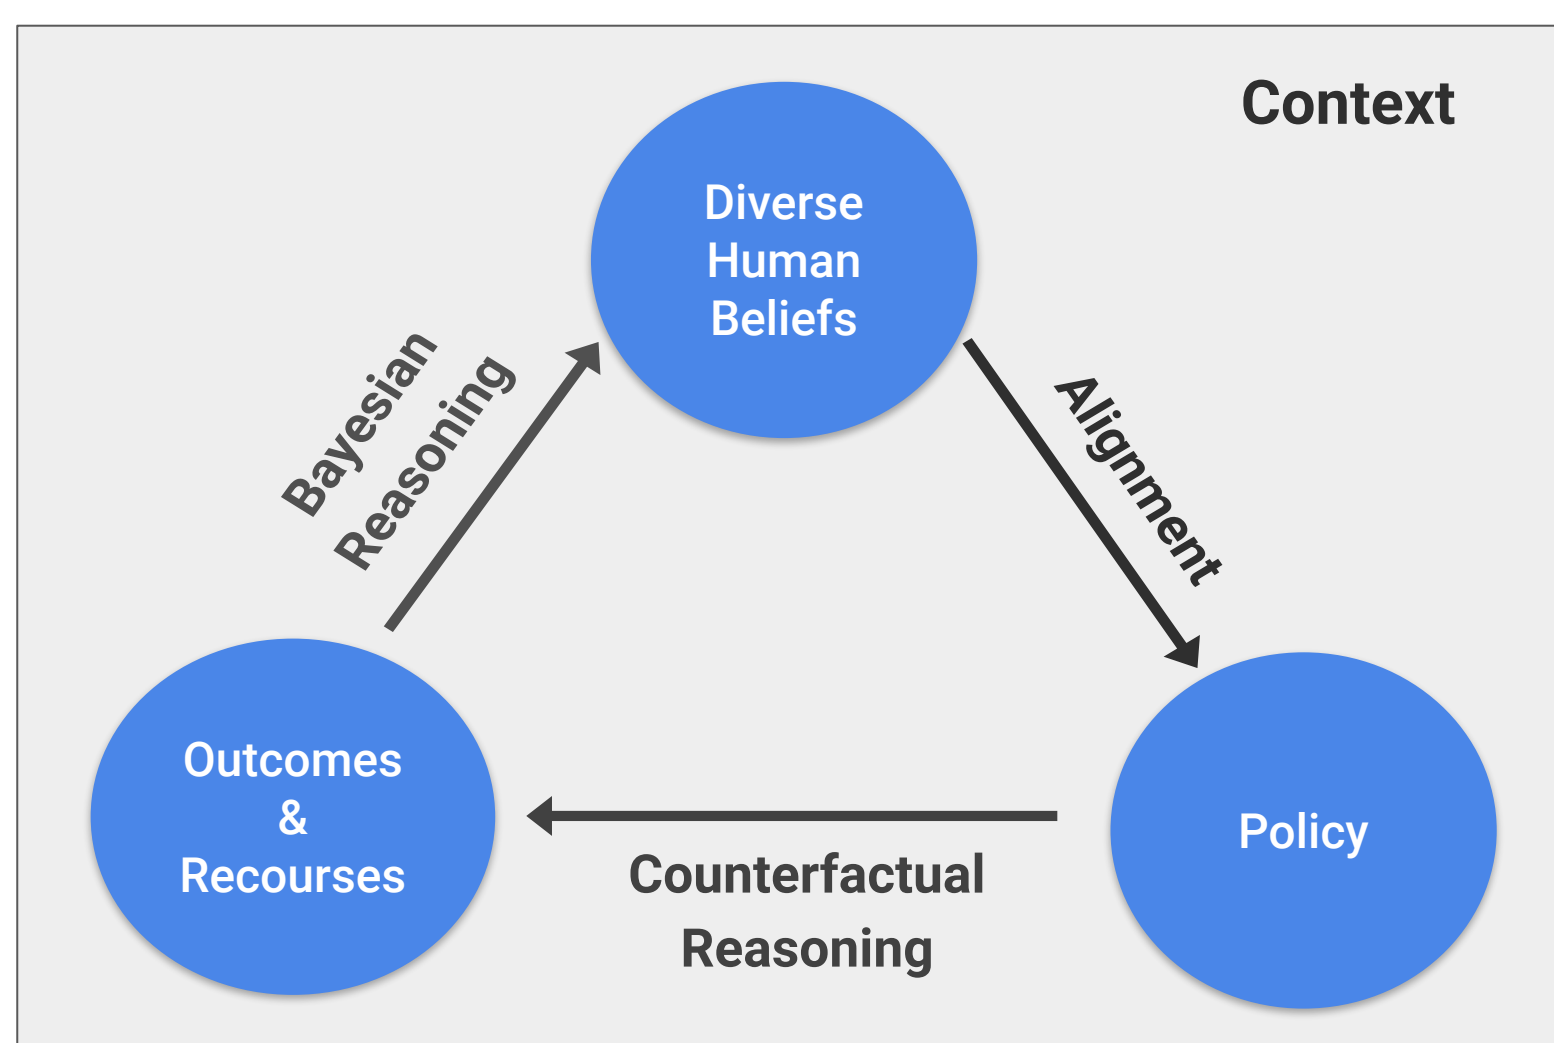 Context
Diverse
Human
Beliefs
Bayesian
Reasoning
Alignment
Outcomes
&
Recourses
Policy
Counterfactual
Reasoning